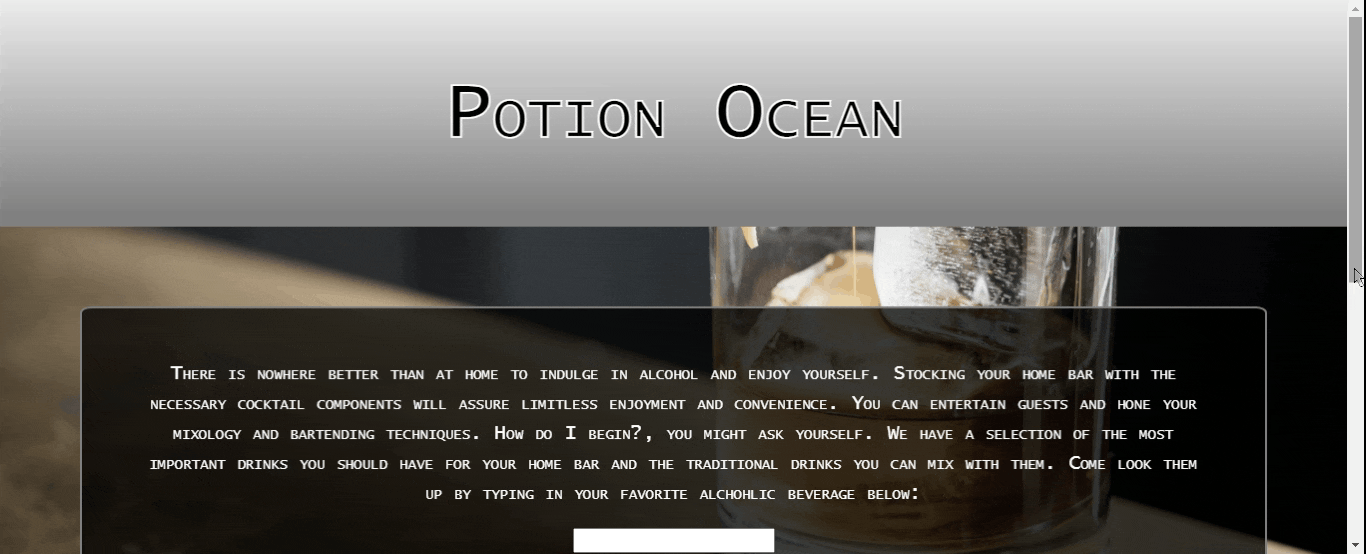 Potion Ocean
There is nowhere better than at home to indulge in alcohol and enjoy yourself. Stocking your home bar with the
necessary cocktail components will assure limitless enjoyment and convenience. You can entertain guests and hone your
mixology and bartending techniques. How do I begin?, you might ask yourself. We have a selection of the most
important drinks you should have for your home bar and the traditional drinks you can mix with them. Come look them
up by typing in your favorite alchohlic beverage below: